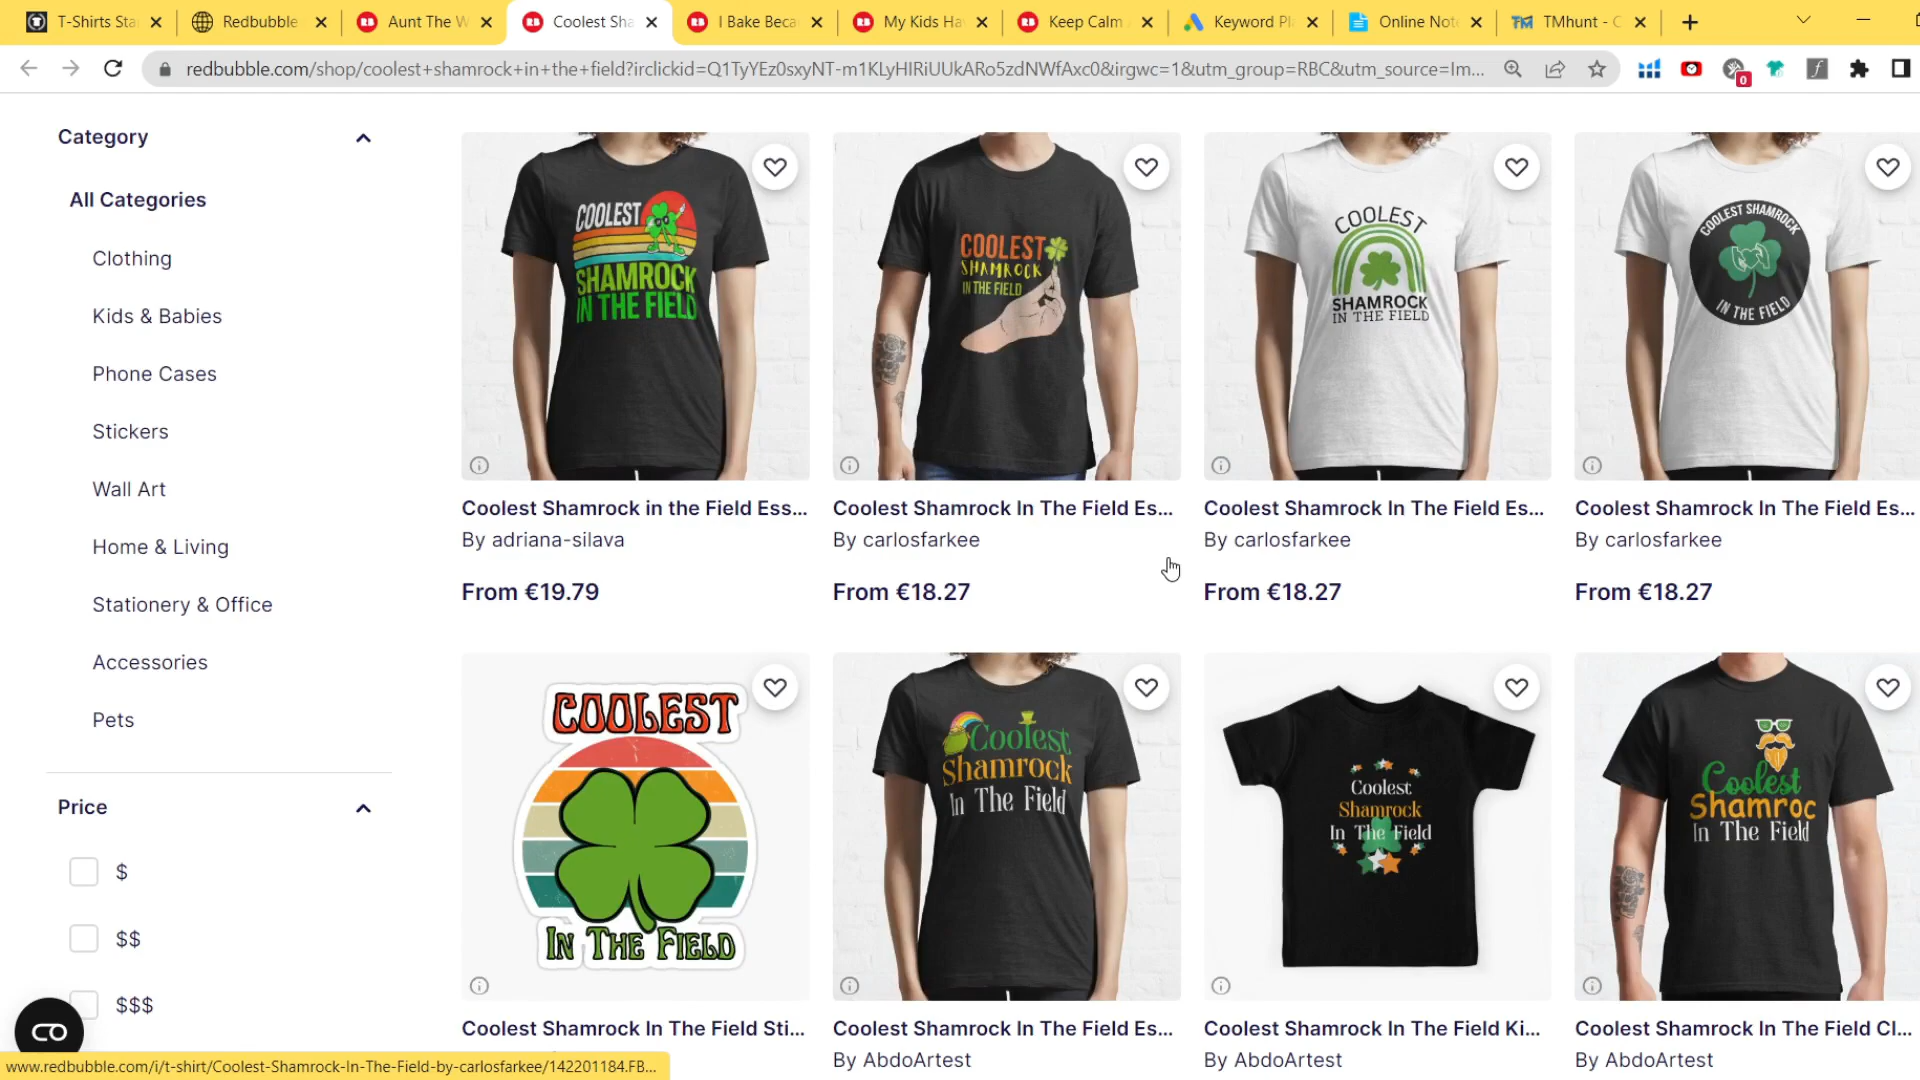 T-Shirts Sta
Redbubble
Aunt The W
Coolest Sha
I Bake Beca
My Kids Ha
Keep Calm
Keyword Pl
Online Note
TMhunt - C
redbubble.com/shop/coolest+shamrock+in+the+field?irclickid=Q1TyYEz0sxyNT-m1KLyHIRiUUkARo5zdNWfAxc0&irgwc=1&utm_group=RBC&utm_source=Im...
0
Category
All Categories
Clothing
Kids & Babies
Phone Cases
Stickers
Wall Art
Home & Living
Stationery & Office
Accessories
Pets
Price
$
$$
$$$
COOLEST
SHAMROCK
IN THE FIELD
Coolest Shamrock in the Field Ess...
By adriana-silava
From €19.79
COOLEST
SHAMROCK
IN THE FIELD
Coolest Shamrock In The Field Es...
By carlosfarkee
From €18.27
COOLEST
SHAMROCK
IN THE FIELD
Coolest Shamrock In The Field Es...
By carlosfarkee
From €18.27
COOLEST SHAMROCK
IN THE FIELD
Coolest Shamrock In The Field Es...
By carlosfarkee
From €18.27
COOLEST
IN THE FIELD
Coolest Shamrock In The Field Sti...
Coolest
Shamrock
In The Field
Coolest Shamrock In The Field Es...
By AbdoArtest
Coolest
Shamrock
In The Field
Coolest Shamrock In The Field Ki...
By AbdoArtest
Coolest
Shamroc
In The Field
Coolest Shamrock In The Field Cl...
By AbdoArtest
www.redbubble.com/i/t-shirt/Coolest-Shamrock-In-The-Field-by-carlosfarkee/142201184.FB...